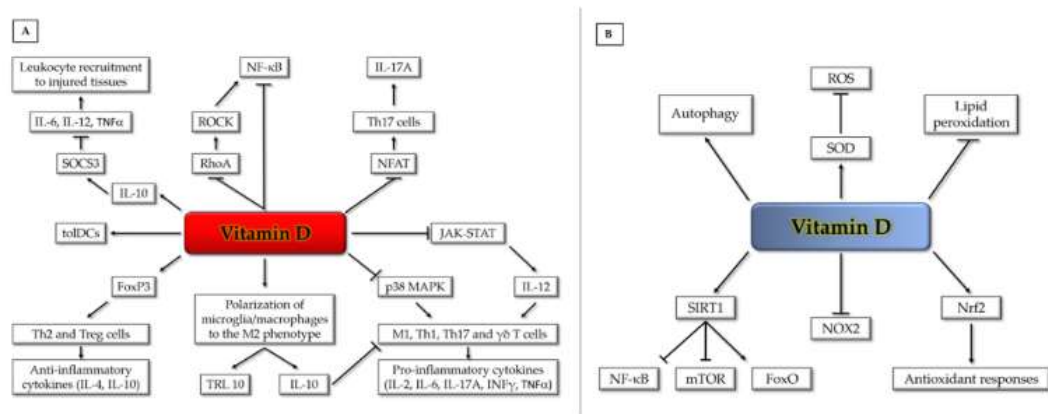 A
Leukocyte recruitment
to injured tissues
NF-κB
IL-17A
IL-6, IL-12, TNFα
ROCK
Th17 cells
SOCS3
RhoA
NFAT
IL-10
tolDCs
Vitamin D
JAK-STAT
FoxP3
Polarization of
microglia/macrophages
to the M2 phenotype
p38 MAPK
IL-12
Th2 and Treg cells
M1, Th1, Th17 and γδ T cells
Anti-inflammatory
cytokines (IL-4, IL-10)
TRL 10
IL-10
Pro-inflammatory cytokines
(IL-2, IL-6, IL-17A, INFγ, TNFα)
B
ROS
Autophagy
Lipid
peroxidation
SOD
Vitamin D
SIRT1
NOX2
Nrf2
NF-κB
mTOR
FoxO
Antioxidant responses